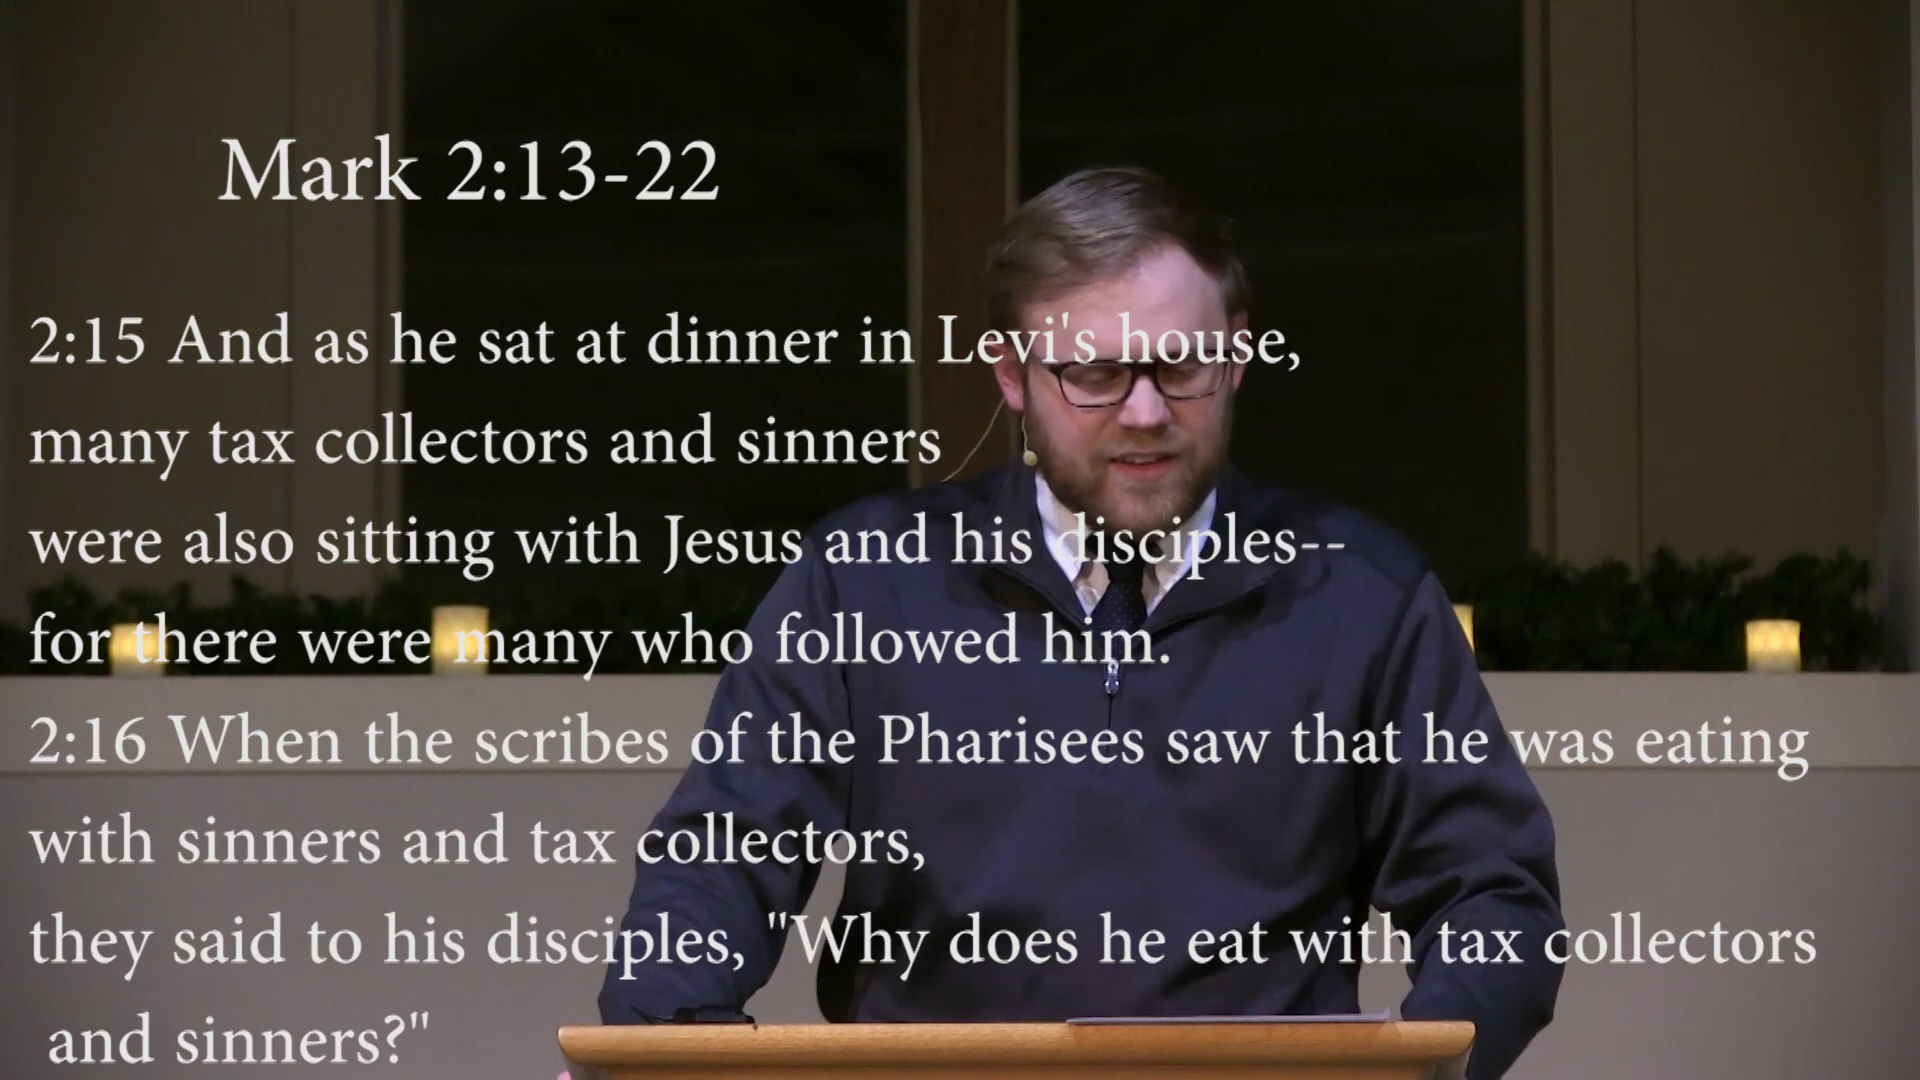 Mark 2:13-22
2:15 And as he sat at dinner in Levi's house,
many tax collectors and sinners
were also sitting with Jesus and his disciples--
for there were many who followed him.
2:16 When the scribes of the Pharisees saw that he was eating
with sinners and tax collectors,
they said to his disciples, "Why does he eat with tax collectors
and sinners?"